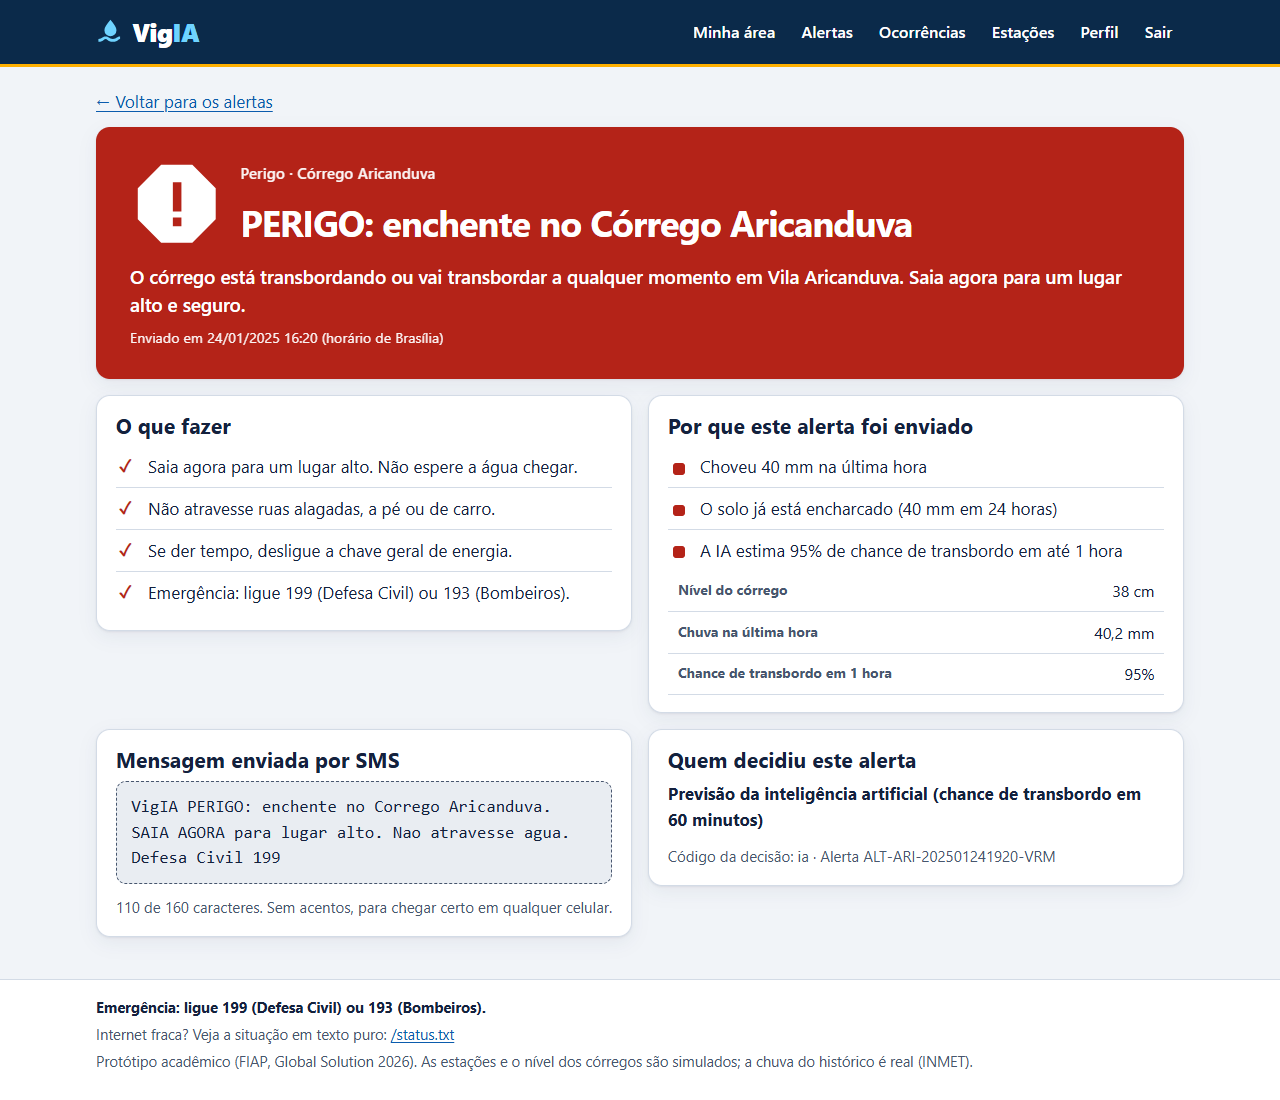 VigIA
Minha área
Alertas
Ocorrências
Estações
Perfil
Sair
← Voltar para os alertas
Perigo · Córrego Aricanduva
PERIGO: enchente no Córrego Aricanduva
O córrego está transbordando ou vai transbordar a qualquer momento em Vila Aricanduva. Saia agora para um lugar
alto e seguro.
Enviado em 24/01/2025 16:20 (horário de Brasília)
O que fazer
Saia agora para um lugar alto. Não espere a água chegar.
Não atravesse ruas alagadas, a pé ou de carro.
Se der tempo, desligue a chave geral de energia.
Emergência: ligue 199 (Defesa Civil) ou 193 (Bombeiros).
Por que este alerta foi enviado
Choveu 40 mm na última hora
O solo já está encharcado (40 mm em 24 horas)
A IA estima 95% de chance de transbordo em até 1 hora
Nível do córrego 38 cm
Chuva na última hora 40,2 mm
Chance de transbordo em 1 hora 95%
Mensagem enviada por SMS
VigIA PERIGO: enchente no Corrego Aricanduva.
SAIA AGORA para lugar alto. Nao atravesse agua.
Defesa Civil 199
110 de 160 caracteres. Sem acentos, para chegar certo em qualquer celular.
Quem decidiu este alerta
Previsão da inteligência artificial (chance de transbordo em
60 minutos)
Código da decisão: ia · Alerta ALT-ARI-202501241920-VRM
Emergência: ligue 199 (Defesa Civil) ou 193 (Bombeiros).
Internet fraca? Veja a situação em texto puro: /status.txt
Protótipo acadêmico (FIAP, Global Solution 2026). As estações e o nível dos córregos são simulados; a chuva do histórico é real (INMET).